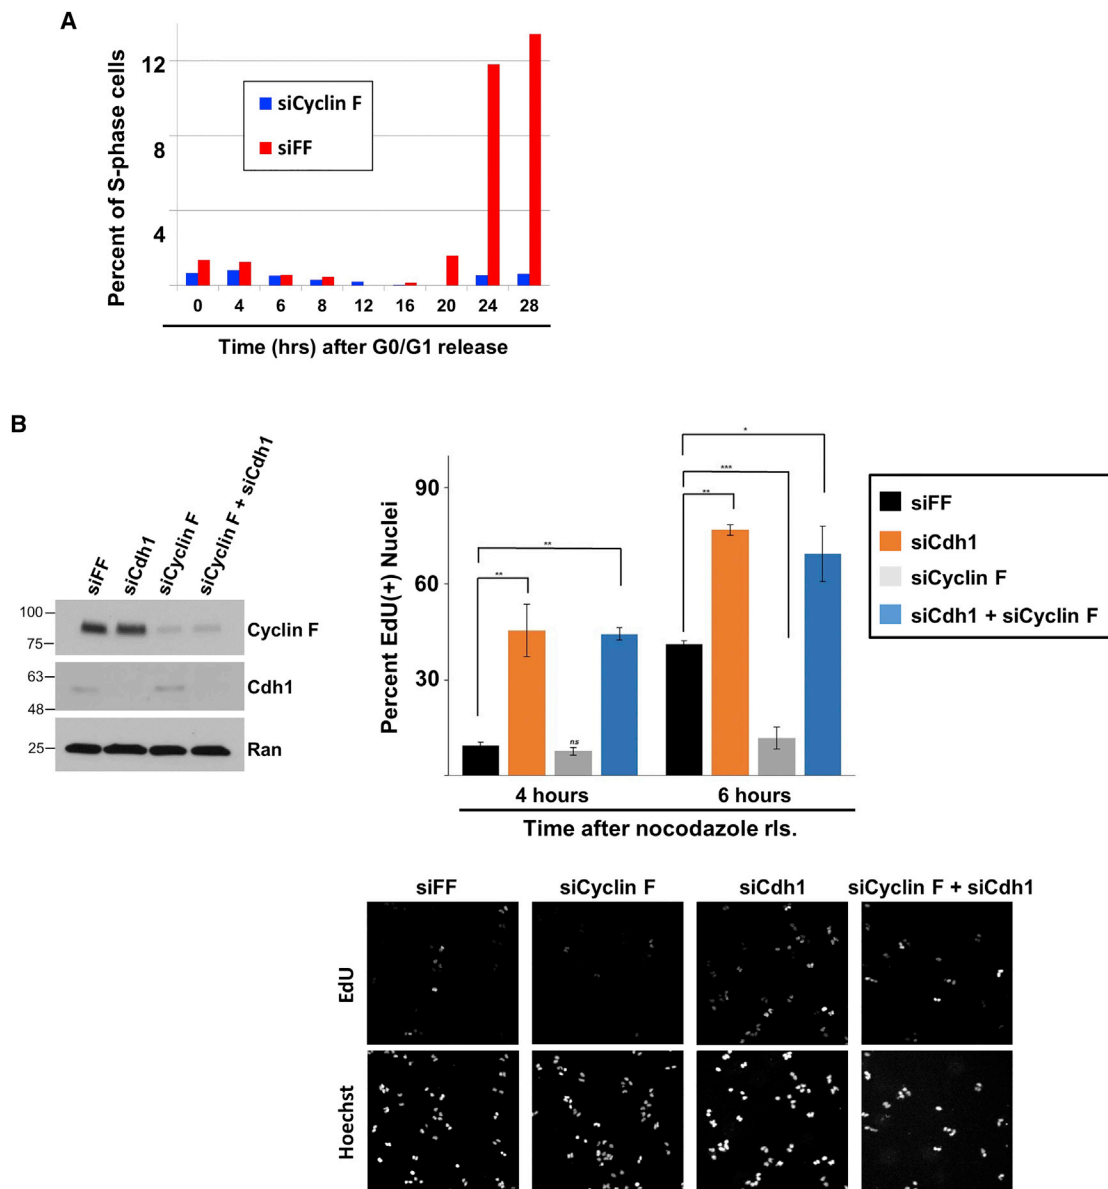 A
Percent of S-phase cells
12
8
4
siCyclin F
siFF
0 4 6 8 12 16 20 24 28
Time (hrs) after G0/G1 release
B
siFF
siCdh1
siCyclin F
siCyclin F + siCdh1
100
75
Cyclin F
63
48
Cdh1
25
Ran
Percent EdU(+) Nuclei
90
60
30
**
**
ns
**
***
*
4 hours 6 hours
Time after nocodazole rls.
siFF
siCdh1
siCyclin F
siCdh1 + siCyclin F
siFF siCyclin F siCdh1 siCyclin F + siCdh1
EdU
Hoechst